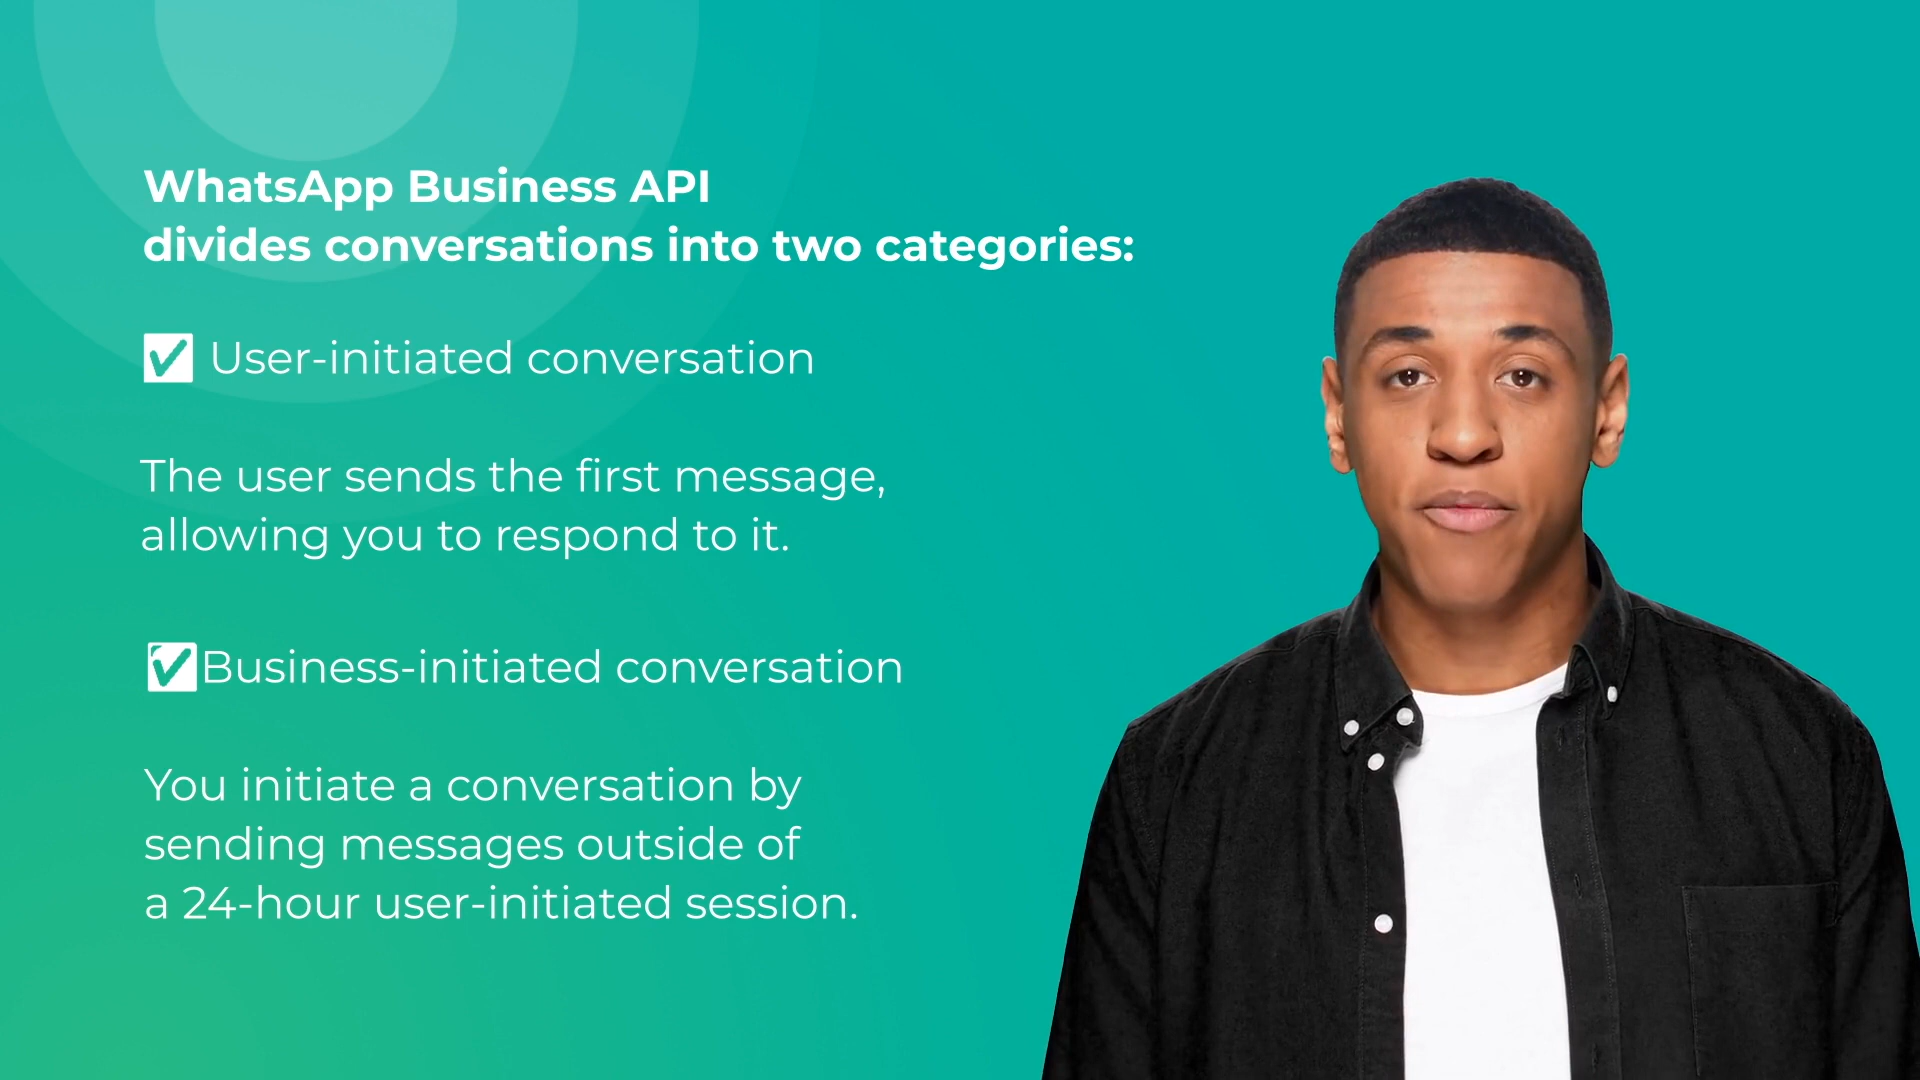 WhatsApp Business API
divides conversations into two categories:
✅ User-initiated conversation
The user sends the first message,
allowing you to respond to it.
✅Business-initiated conversation
You initiate a conversation by
sending messages outside of
a 24-hour user-initiated session.